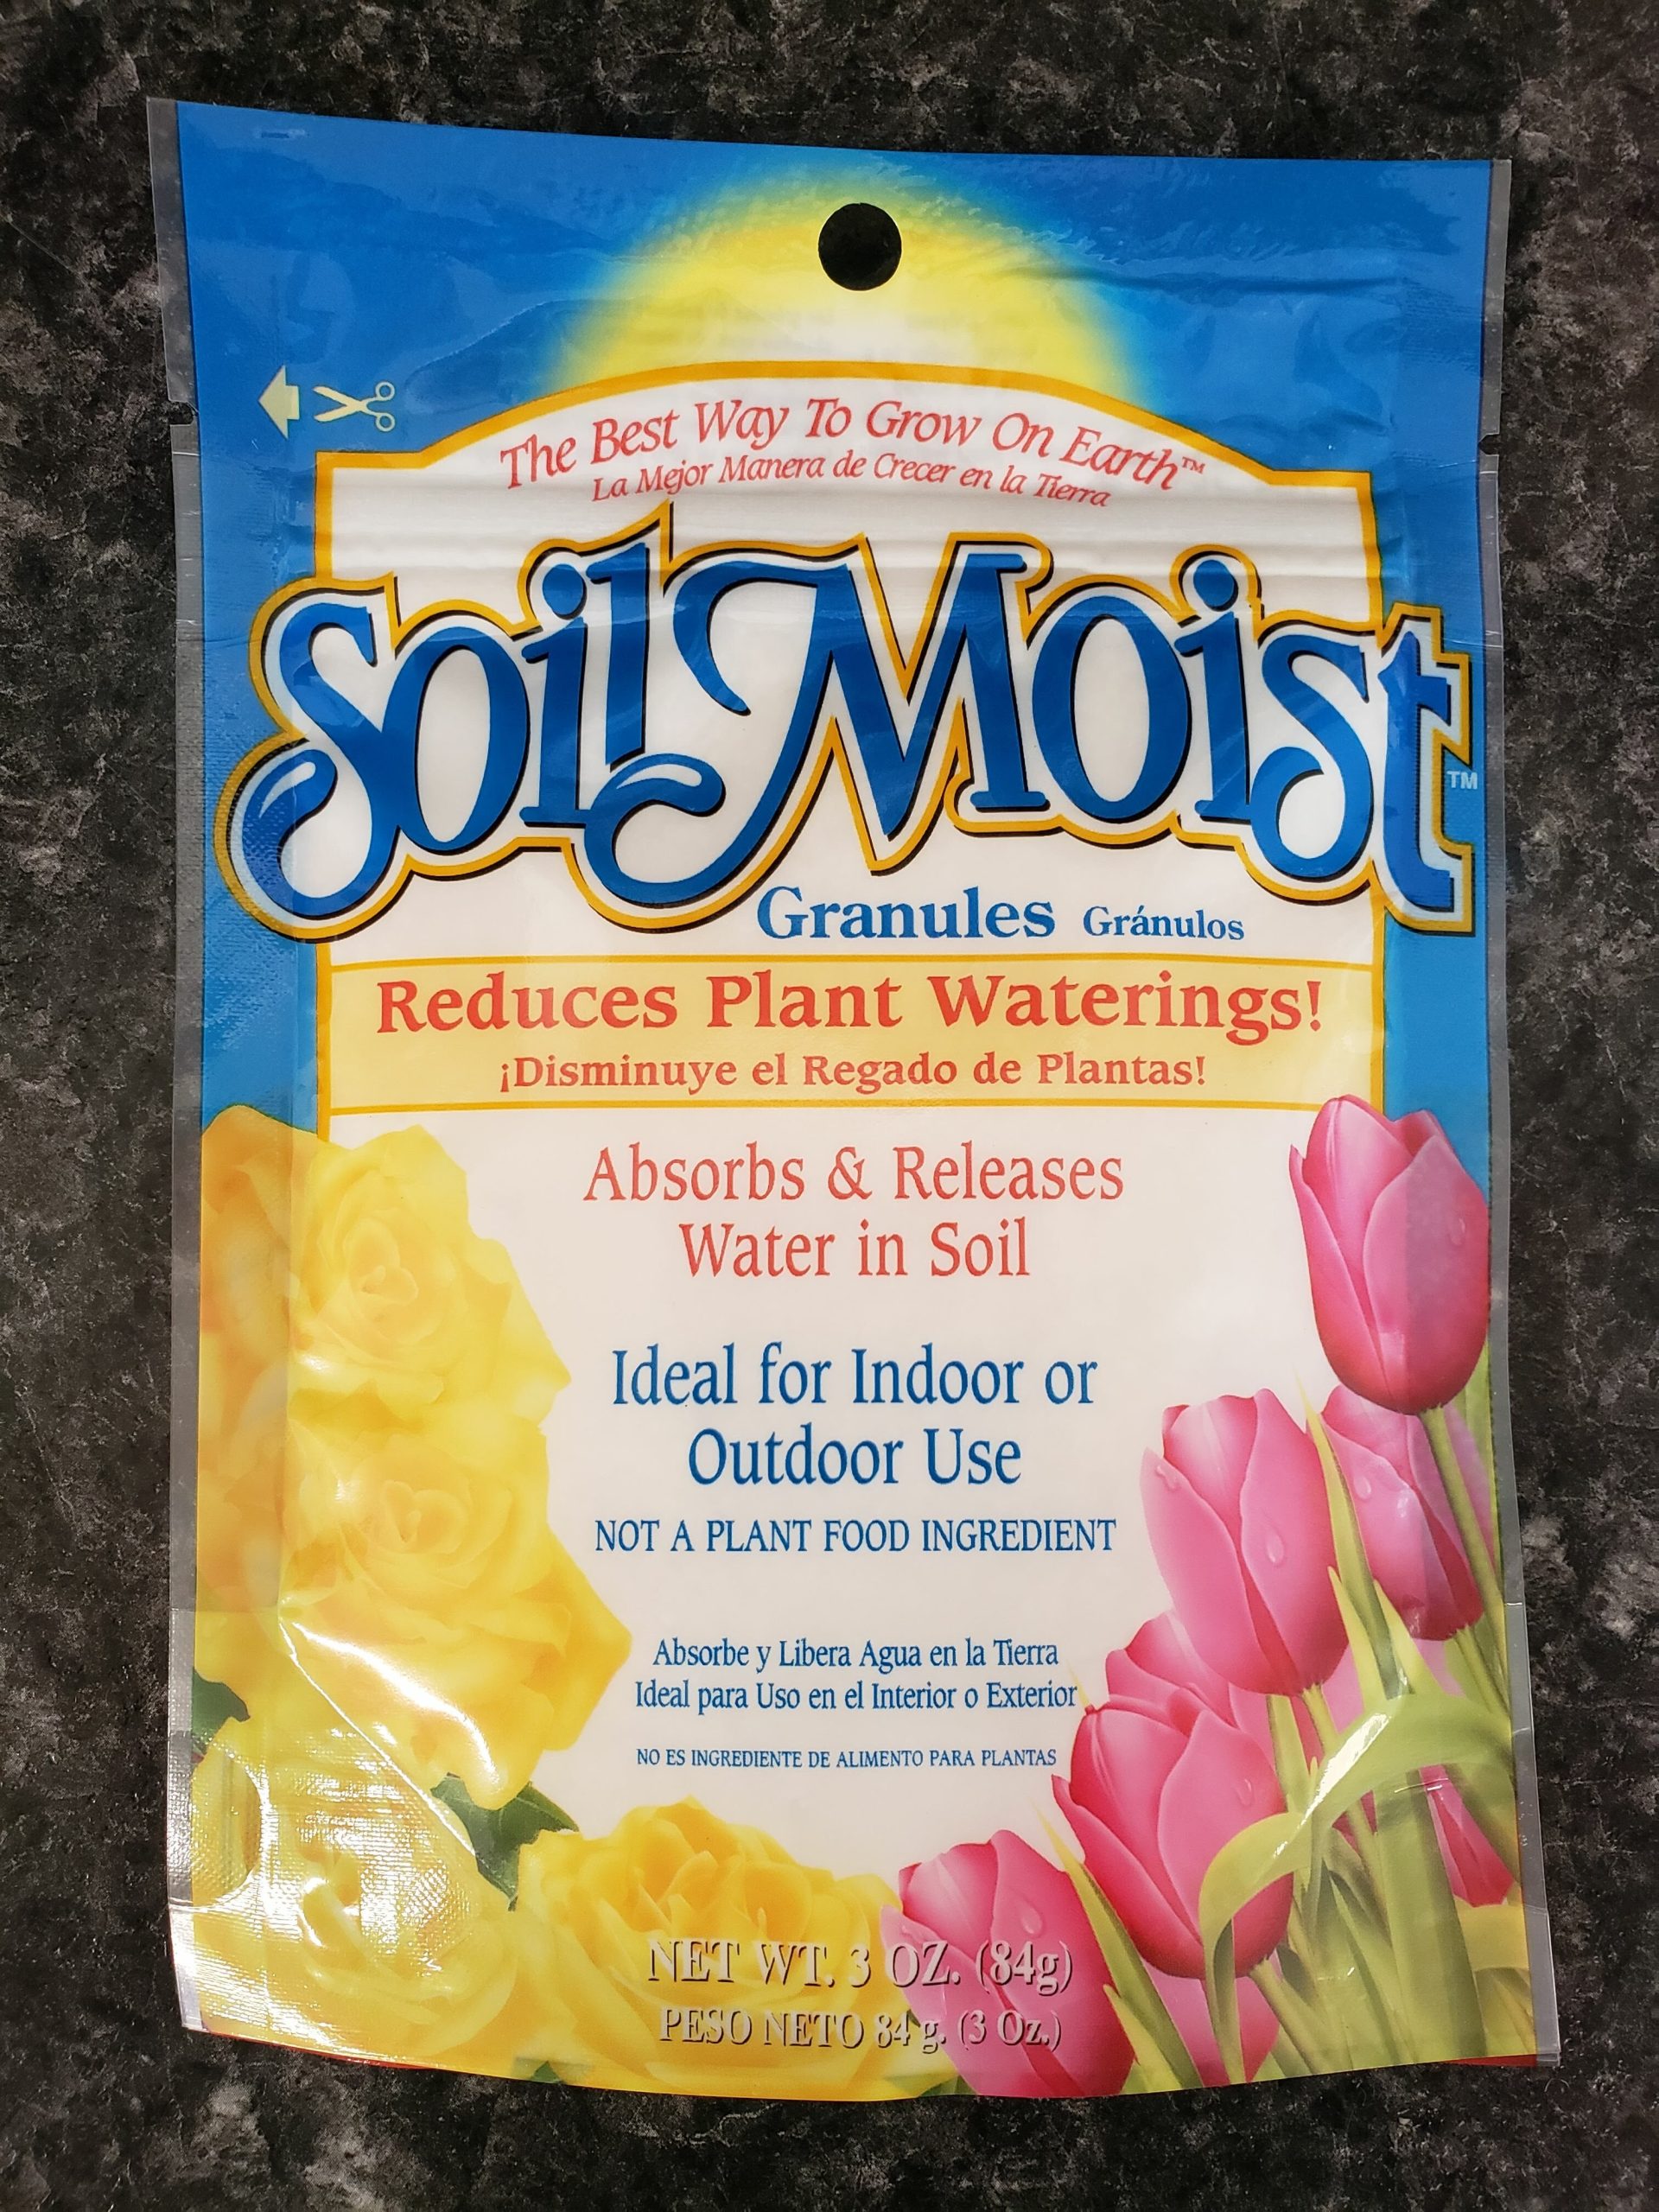 The Best Way To Grow On Earth™
La Mejor Manera de Crecer en la Tierra
Soil Moist™
Granules Gránulos
Reduces Plant Waterings!
¡Disminuye el Regado de Plantas!
Absorbs & Releases
Water in Soil
Ideal for Indoor or
Outdoor Use
NOT A PLANT FOOD INGREDIENT
Absorbe y Libera Agua en la Tierra
Ideal para Uso en el Interior o Exterior
NO ES INGREDIENTE DE ALIMENTO PARA PLANTAS
NET WT. 3 OZ. (84g)
PESO NETO 84 g. (3 Oz.)